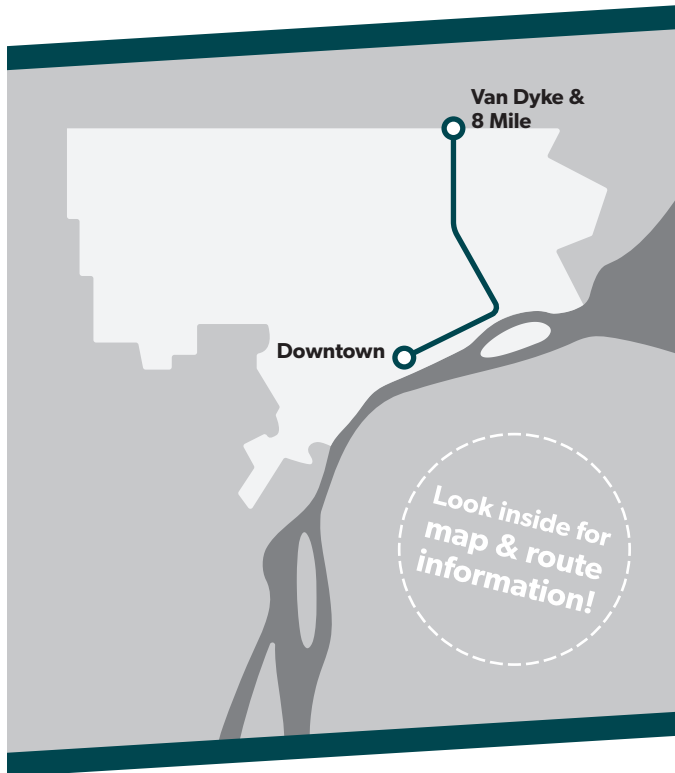 Van Dyke &
8 Mile
Downtown
Look inside for
map & route
information!